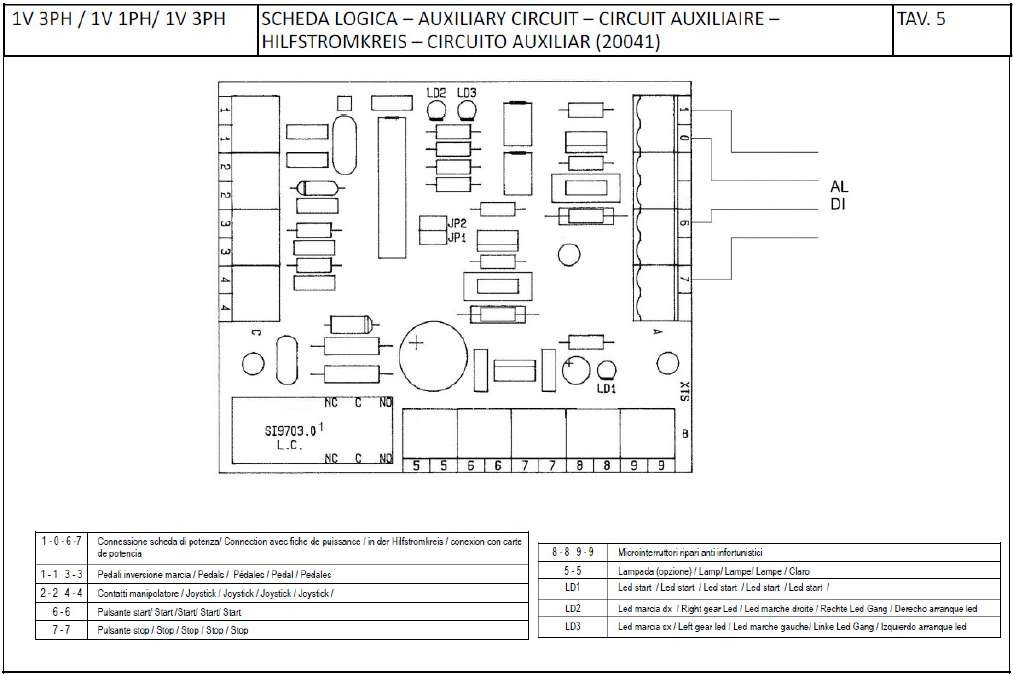 1V 3PH / 1V 1PH/ 1V 3PH
SCHEDA LOGICA – AUXILIARY CIRCUIT – CIRCUIT AUXILIAIRE –
HILFSTROMKREIS – CIRCUITO AUXILIAR (20041)
TAV. 5
LD2 LD3
1
1
2
2
3
3
4
4
C
JP2
JP1
1
0
6
7
A
AL
DI
LD1
XTS
NC C NO
SI9703.01
L.C.
NC C NO
B
5 5 6 6 7 7 8 8 9 9
1 - 0 - 6 - 7 Connessione scheda di potenza/ Connection avec fiche de puissance / in der Hilfstromkreis / conexion con carte
de potencia
1 - 1 3 - 3 Pedali inversione marcia / Pedals / Pédales / Pedal / Pedales
2 - 2 4 - 4 Contatti manipolatore / Joystick / Joystick / Joystick / Joystick /
6 - 6 Pulsante start/ Start /Start/ Start/ Start
7 - 7 Pulsante stop / Stop / Stop / Stop / Stop
8 - 8 9 - 9 Microinterruttori ripari anti infortunistici
5 - 5 Lampada (opzione) / Lamp/ Lampe/ Lampe / Claro
LD1 Led start / Led start / Led start / Led start / Led start /
LD2 Led marcia dx / Right gear Led / Led marche droite / Rechte Led Gang / Derecho arranque led
LD3 Led marcia sx / Left gear led / Led marche gauche/ Linke Led Gang / Izquierdo arranque led